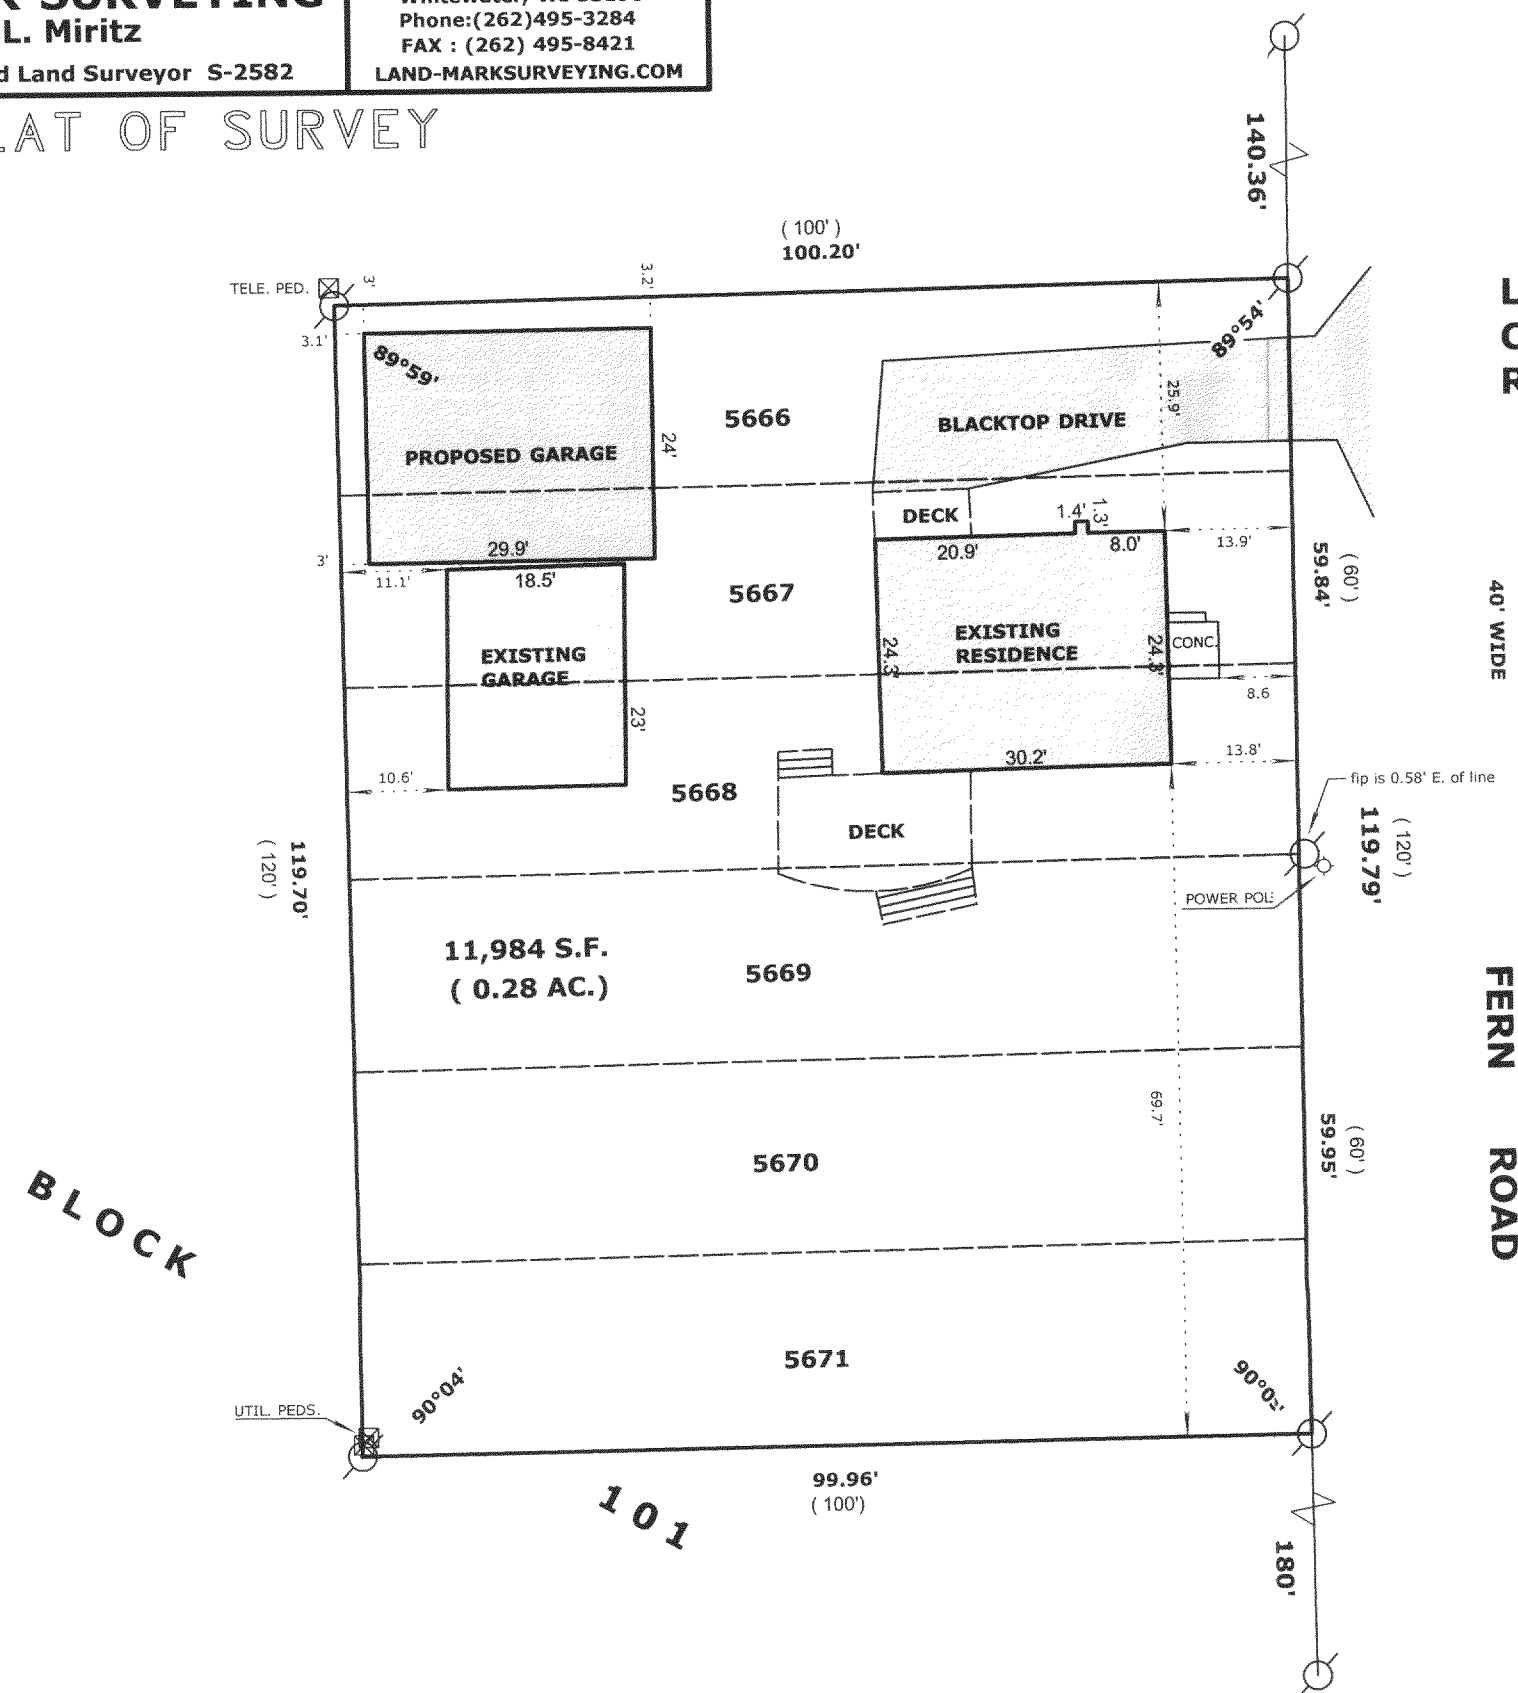 SURVEYING
L. Miritz
Land Surveyor S-2582
Phone:(262)495-3284
FAX : (262) 495-8421
LAND-MARKSURVEYING.COM
OF SURVEY
140.36'
( 100' )
100.20'
TELE. PED.
3'
3.2'
3.1'
89°59'
89°54'
PROPOSED GARAGE
24'
29.9'
3'
5666
BLACKTOP DRIVE
25.9'
DECK
1.4'
1.3'
20.9'
8.0'
13.9'
11.1'
18.5'
5667
EXISTING
GARAGE
23'
10.6'
EXISTING
RESIDENCE
24.3'
24.3'
CONC.
8.6
30.2'
13.8'
59.84'
( 60' )
40' WIDE
5668
DECK
fip is 0.58' E. of line
119.79'
( 120' )
POWER POL
119.70'
( 120' )
11,984 S.F.
( 0.28 AC.)
5669
69.7'
59.95'
( 60' )
FERN ROAD
5670
BLOCK
5671
UTIL. PEDS.
90°04'
99.96'
( 100')
101
180'